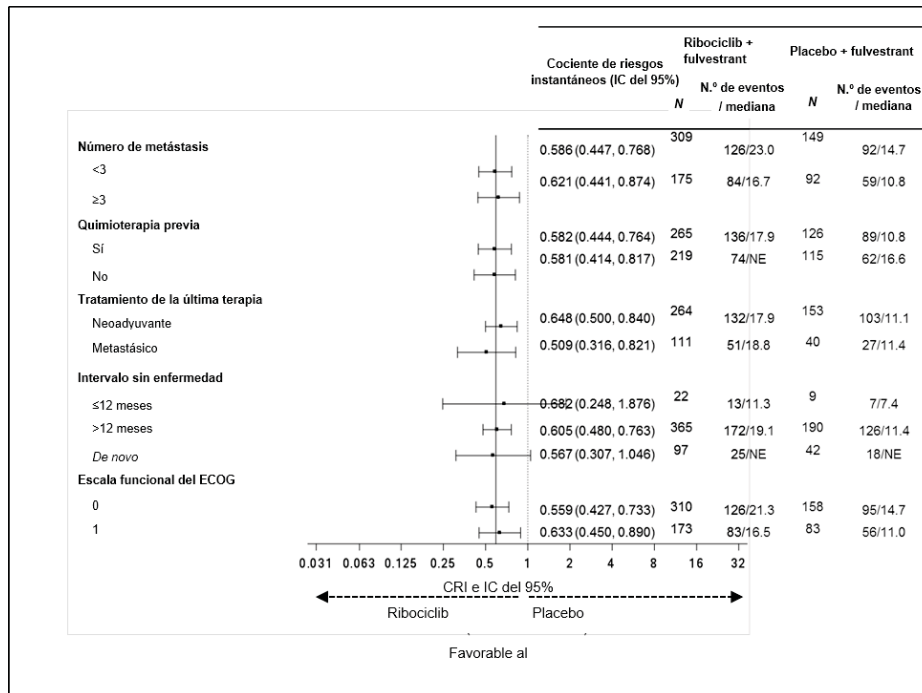 Cociente de riesgos instantáneos (IC del 95%)
Ribociclib + fulvestrant
Placebo + fulvestrant
N
N.º de eventos / mediana
N
N.º de eventos / mediana
Número de metástasis
<3 0.586 (0.447, 0.768) 309 126/23.0 149 92/14.7
≥3 0.621 (0.441, 0.874) 175 84/16.7 92 59/10.8
Quimioterapia previa
Sí 0.582 (0.444, 0.764) 265 136/17.9 126 89/10.8
No 0.581 (0.414, 0.817) 219 74/NE 115 62/16.6
Tratamiento de la última terapia
Neoadyuvante 0.648 (0.500, 0.840) 264 132/17.9 153 103/11.1
Metastásico 0.509 (0.316, 0.821) 111 51/18.8 40 27/11.4
Intervalo sin enfermedad
≤12 meses 0.682 (0.248, 1.876) 22 13/11.3 9 7/7.4
>12 meses 0.605 (0.480, 0.763) 365 172/19.1 190 126/11.4
De novo 0.567 (0.307, 1.046) 97 25/NE 42 18/NE
Escala funcional del ECOG
0 0.559 (0.427, 0.733) 310 126/21.3 158 95/14.7
1 0.633 (0.450, 0.890) 173 83/16.5 83 56/11.0
0.031 0.063 0.125 0.25 0.5 1 2 4 8 16 32
CRI e IC del 95%
Ribociclib Placebo
Favorable al